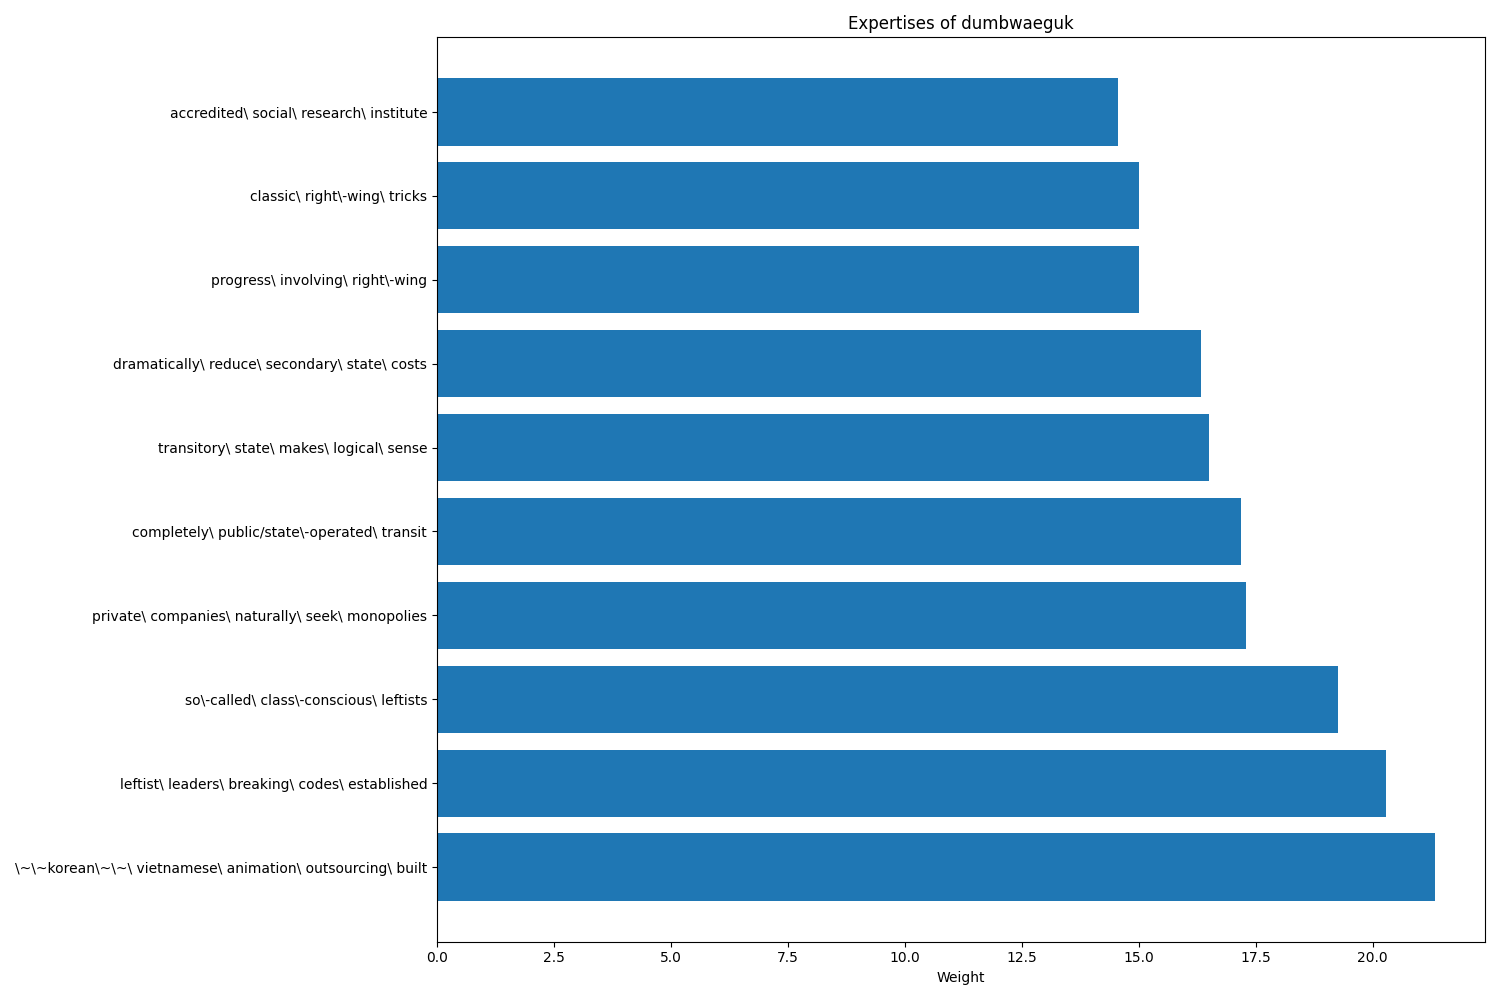 Expertises of dumbwaeguk
accredited\ social\ research\ institute
classic\ right\-wing\ tricks
progress\ involving\ right\-wing
dramatically\ reduce\ secondary\ state\ costs
transitory\ state\ makes\ logical\ sense
completely\ public/state\-operated\ transit
private\ companies\ naturally\ seek\ monopolies
so\-called\ class\-conscious\ leftists
leftist\ leaders\ breaking\ codes\ established
\~\~korean\~\~\ vietnamese\ animation\ outsourcing\ built
0.0 2.5 5.0 7.5 10.0 12.5 15.0 17.5 20.0
Weight